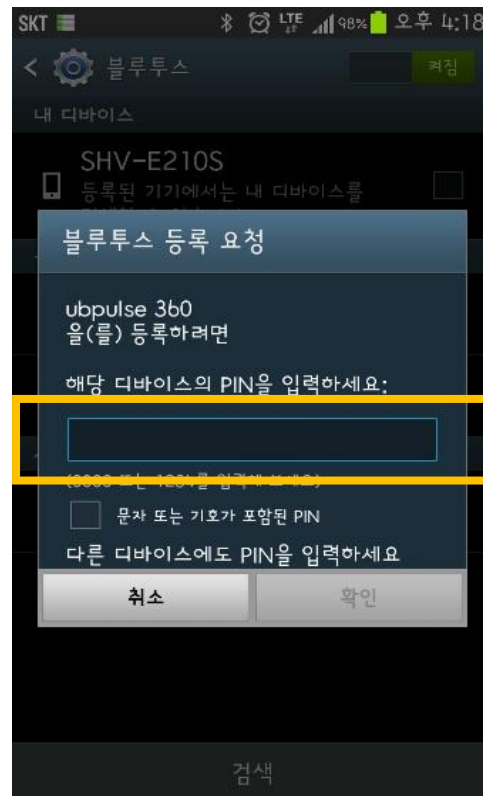 SKT LTE 98% 오후 4:18
< 블루투스 켜짐
내 디바이스
SHV-E210S
등록된 기기에서는 내 디바이스를
블루투스 등록 요청
ubpulse 360
을(를) 등록하려면
해당 디바이스의 PIN을 입력하세요:
문자 또는 기호가 포함된 PIN
다른 디바이스에도 PIN을 입력하세요
취소 확인
검색